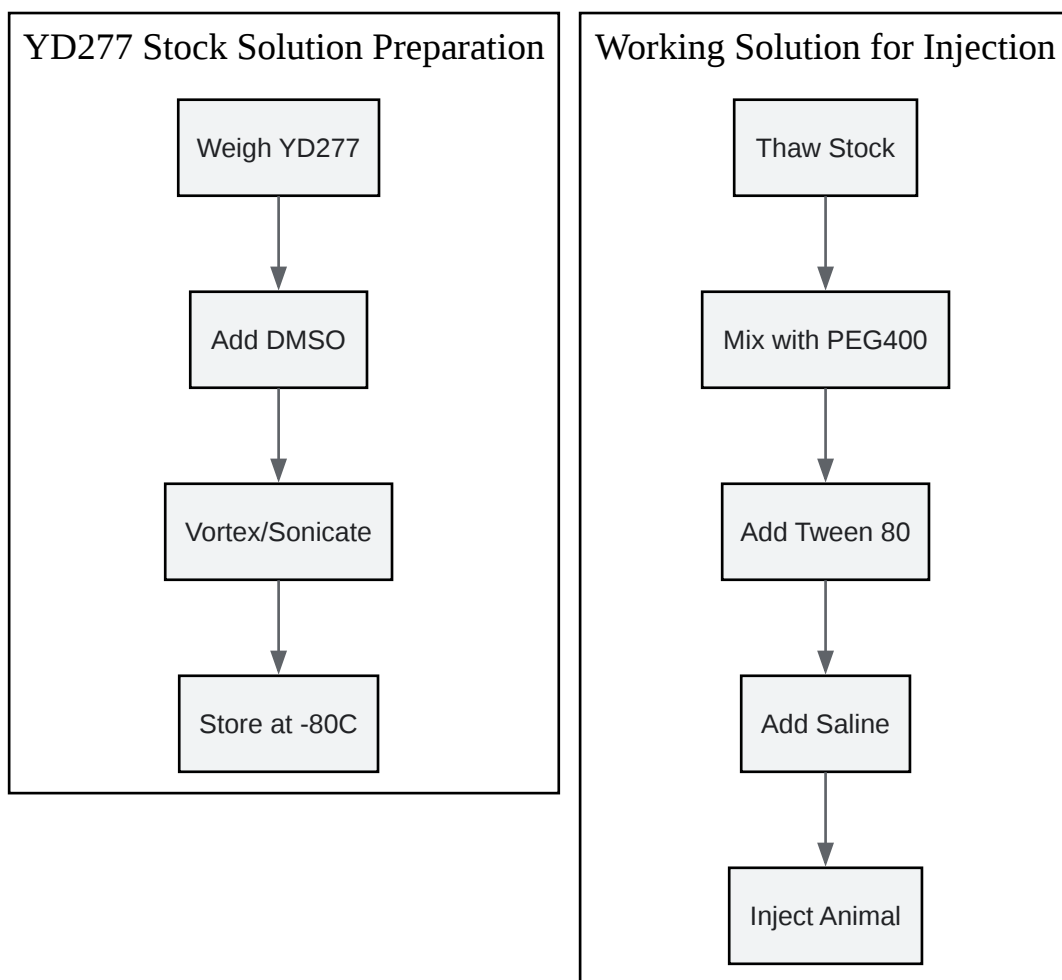 YD277 Stock Solution Preparation
Weigh YD277
Add DMSO
Vortex/Sonicate
Store at -80C
Working Solution for Injection
Thaw Stock
Mix with PEG400
Add Tween 80
Add Saline
Inject Animal